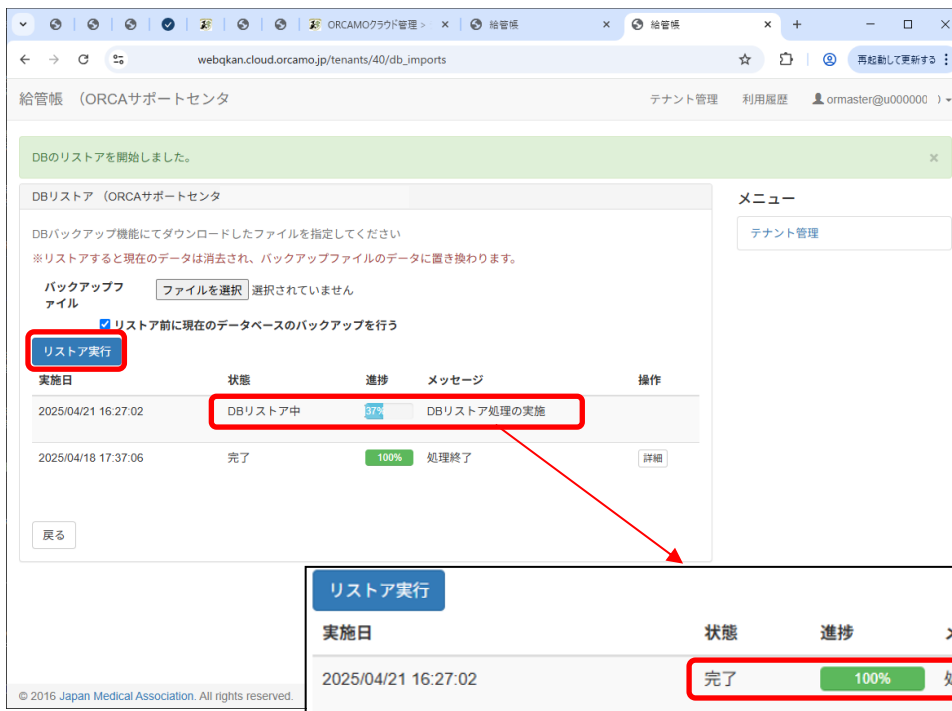 ORCAMOクラウド管理 >
給管帳
給管帳
webqkan.cloud.orcamo.jp/tenants/40/db_imports
再起動して更新する
給管帳 （ORCAサポートセンタ
テナント管理 利用履歴 ormaster@u000000
DBのリストアを開始しました。
DBリストア （ORCAサポートセンタ
メニュー
テナント管理
DBバックアップ機能にてダウンロードしたファイルを指定してください
※リストアすると現在のデータは消去され、バックアップファイルのデータに置き換わります。
バックアップフ
ァイル
ファイルを選択 選択されていません
リストア前に現在のデータベースのバックアップを行う
リストア実行
実施日 状態 進捗 メッセージ 操作
2025/04/21 16:27:02 DBリストア中 37% DBリストア処理の実施
2025/04/18 17:37:06 完了 100% 処理終了 詳細
戻る
リストア実行
実施日 状態 進捗
2025/04/21 16:27:02 完了 100%
© 2016 Japan Medical Association. All rights reserved.